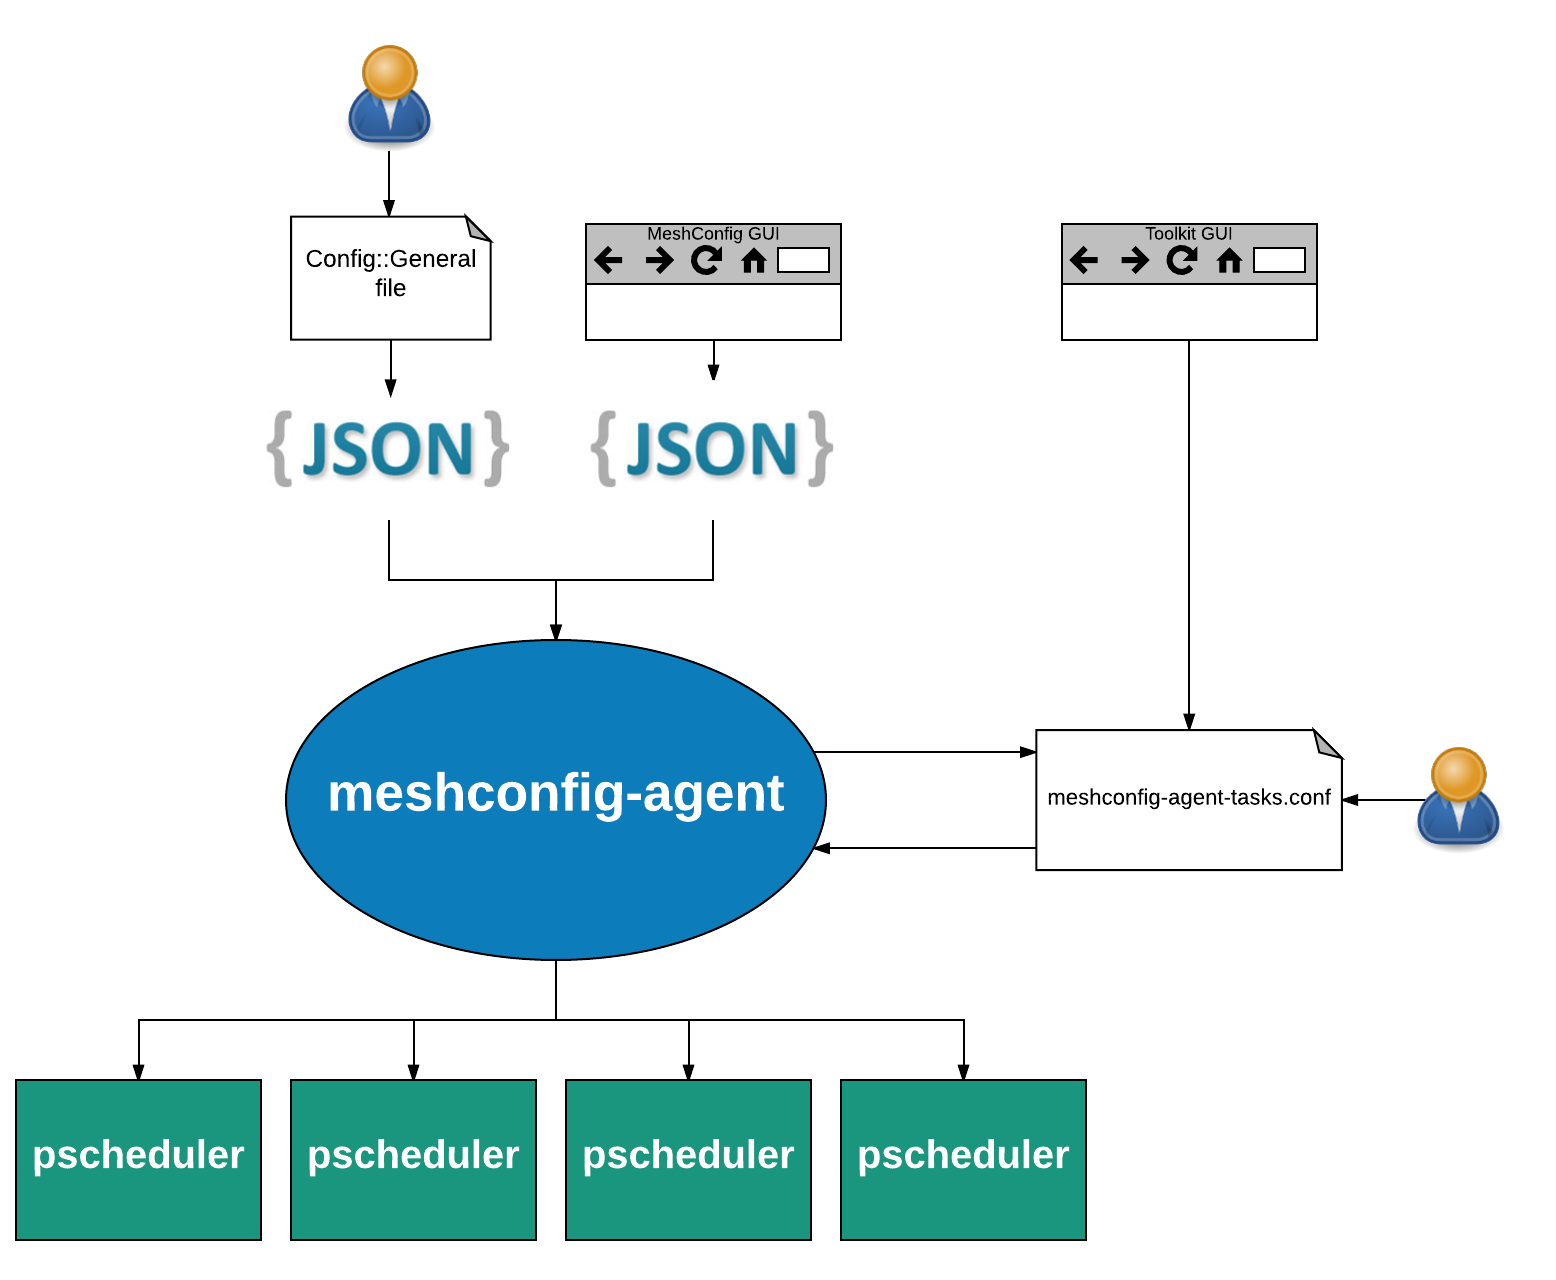 Config::General
file
MeshConfig GUI
Toolkit GUI
{JSON}
{JSON}
meshconfig-agent
meshconfig-agent-tasks.conf
pscheduler
pscheduler
pscheduler
pscheduler